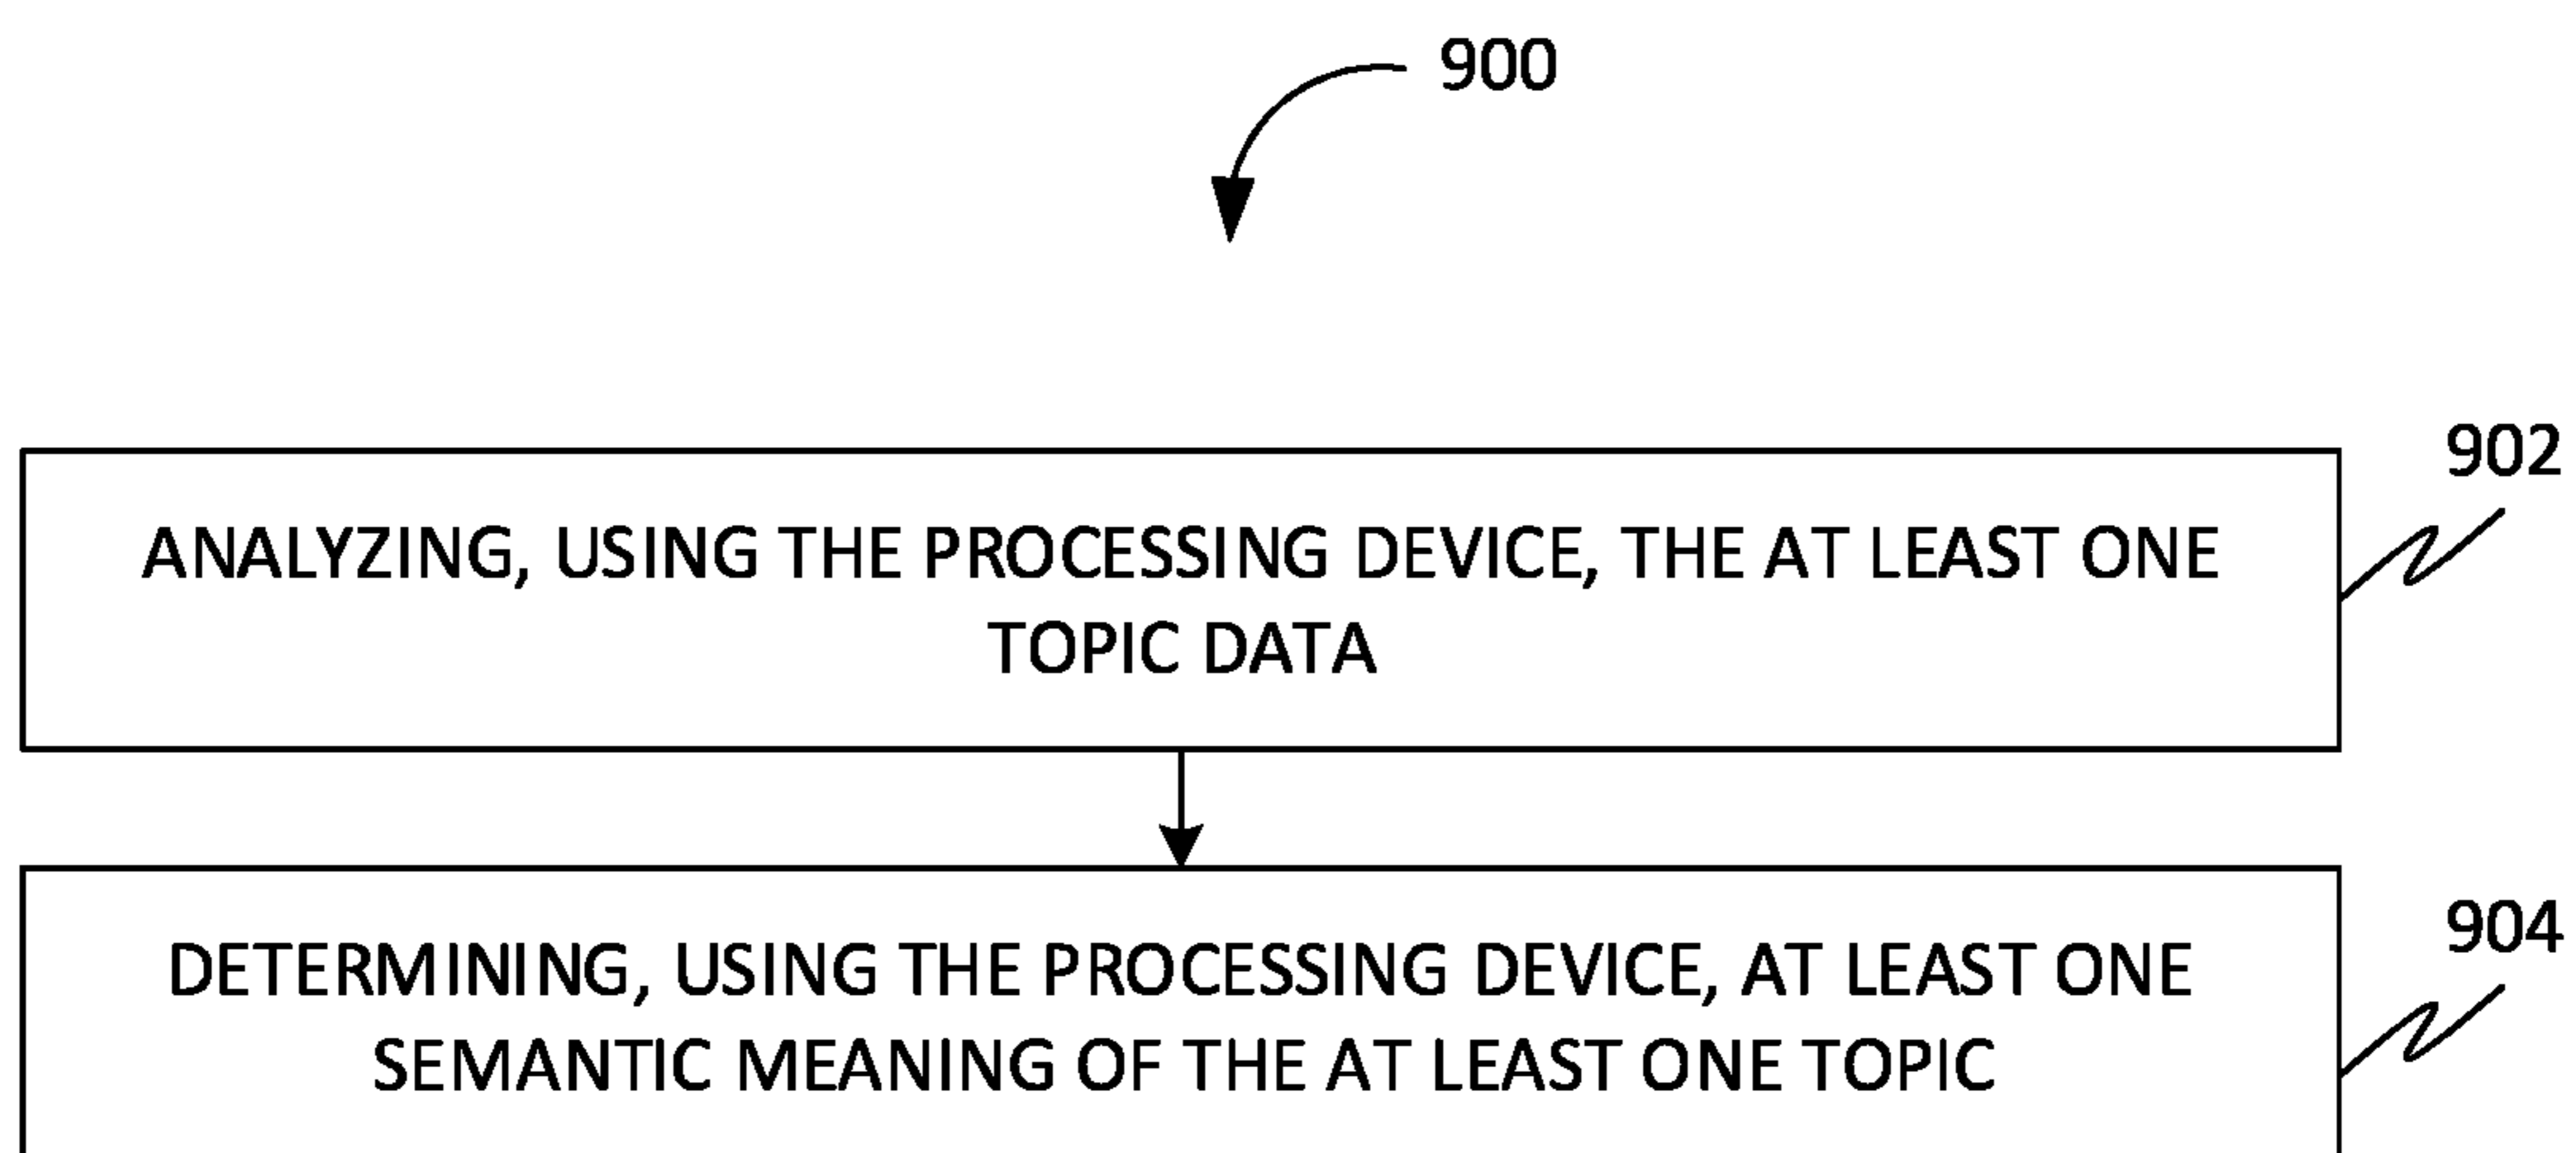 900
902
ANALYZING, USING THE PROCESSING DEVICE, THE AT LEAST ONE
TOPIC DATA
904
DETERMINING, USING THE PROCESSING DEVICE, AT LEAST ONE
SEMANTIC MEANING OF THE AT LEAST ONE TOPIC